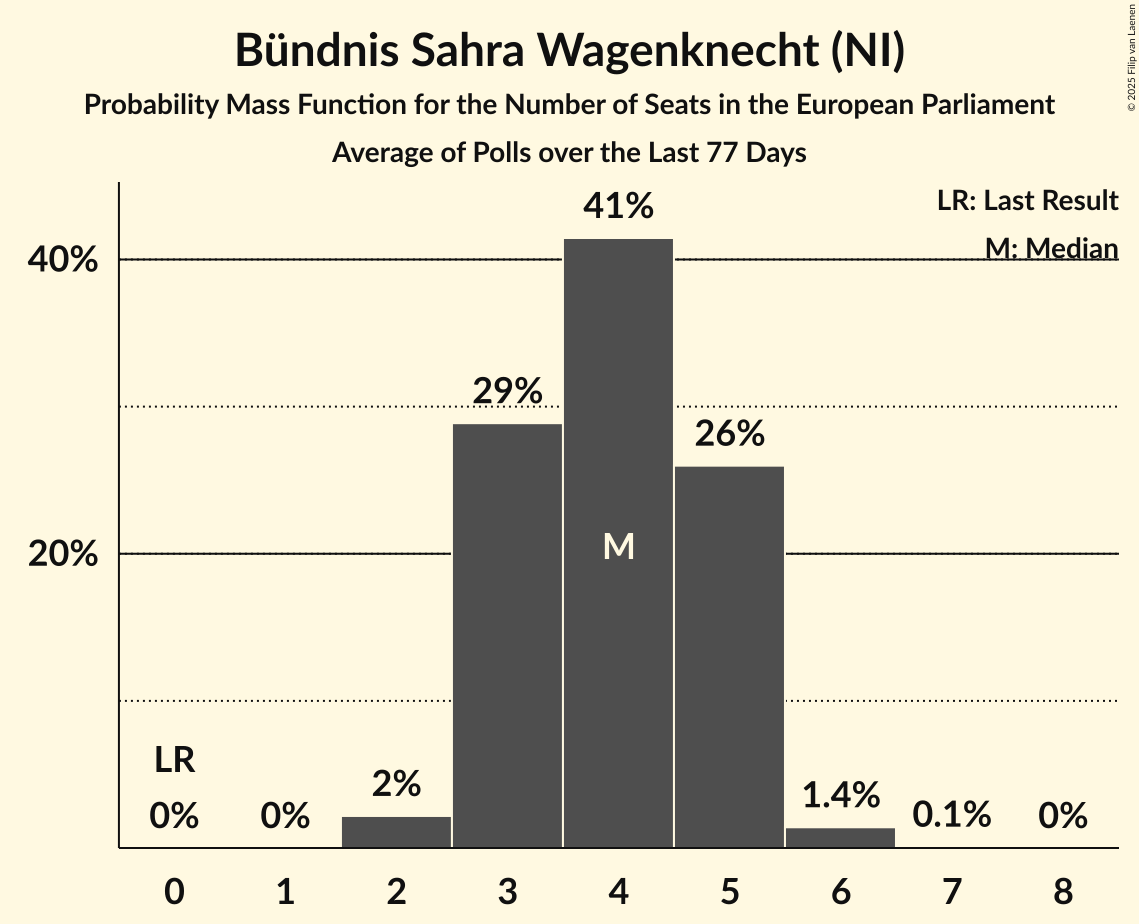 Bündnis Sahra Wagenknecht (NI)
Probability Mass Function for the Number of Seats in the European Parliament
Average of Polls over the Last 77 Days
© 2025 Filip van Laenen
LR: Last Result
M: Median
41%
40%
29%
26%
M
20%
LR
0%
0%
2%
1.4%
0.1%
0%
0 1 2 3 4 5 6 7 8